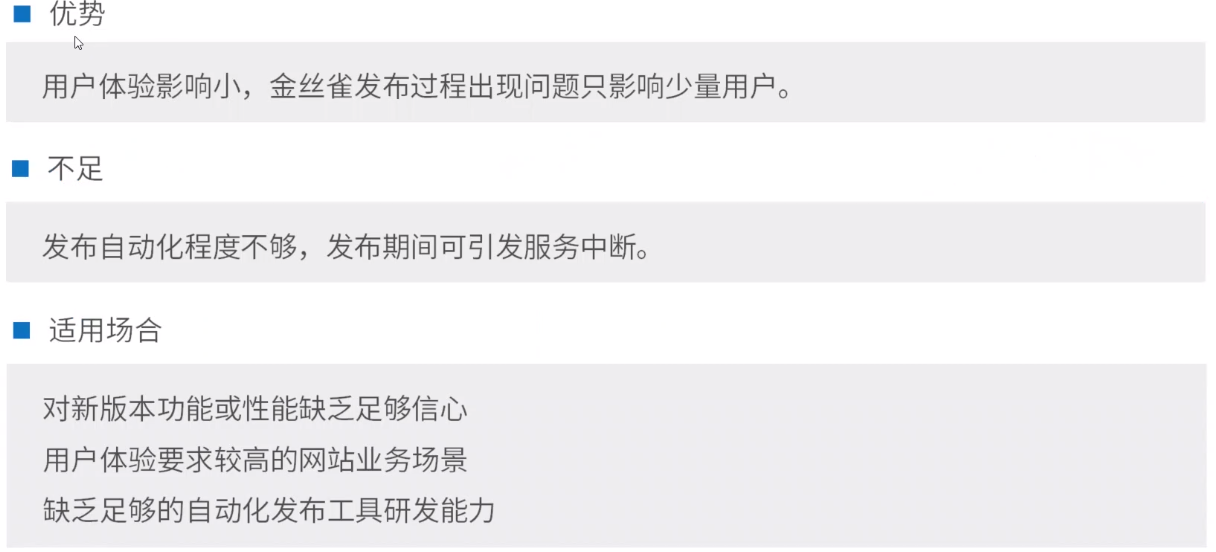 优势
用户体验影响小，金丝雀发布过程出现问题只影响少量用户。
不足
发布自动化程度不够，发布期间可引发服务中断。
适用场合
对新版本功能或性能缺乏足够信心
用户体验要求较高的网站业务场景
缺乏足够的自动化发布工具研发能力